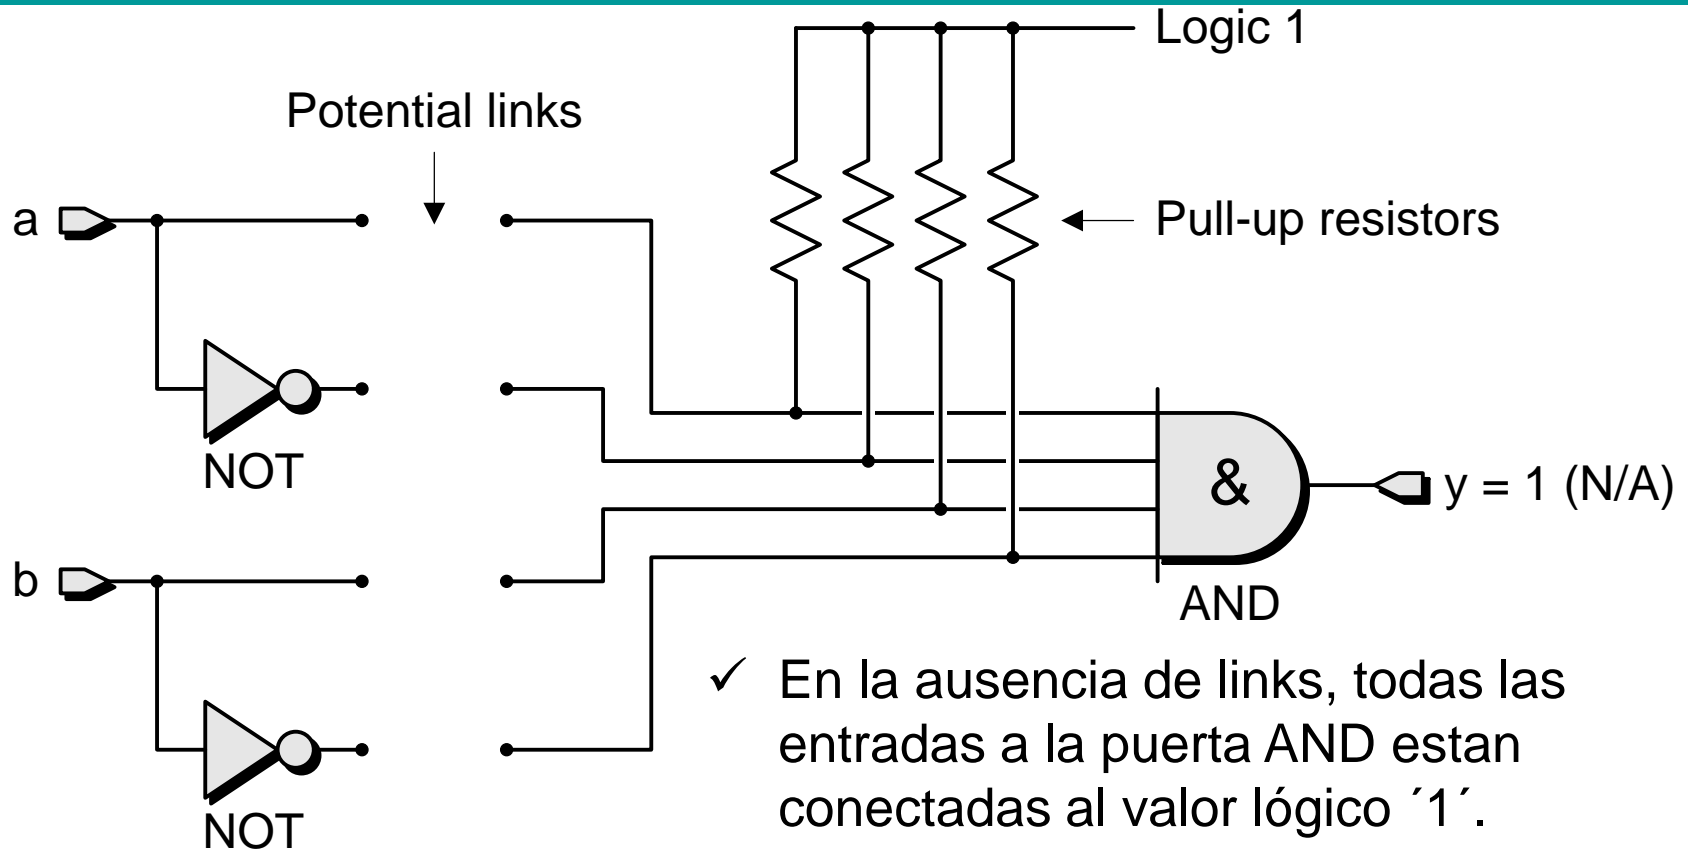 Logic 1
Potential links
a
Pull-up resistors
NOT
&
y = 1 (N/A)
b
AND
✓ En la ausencia de links, todas las
entradas a la puerta AND estan
conectadas al valor lógico ´1´.
NOT